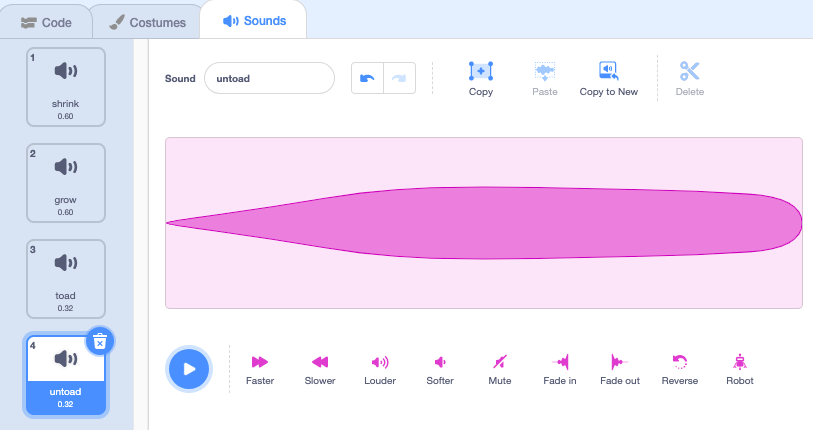 Code
Costumes
Sounds
1
shrink
0.60
2
grow
0.60
3
toad
0.32
4
untoad
0.32
Sound
untoad
Copy
Paste
Copy to New
Delete
Faster
Slower
Louder
Softer
Mute
Fade in
Fade out
Reverse
Robot